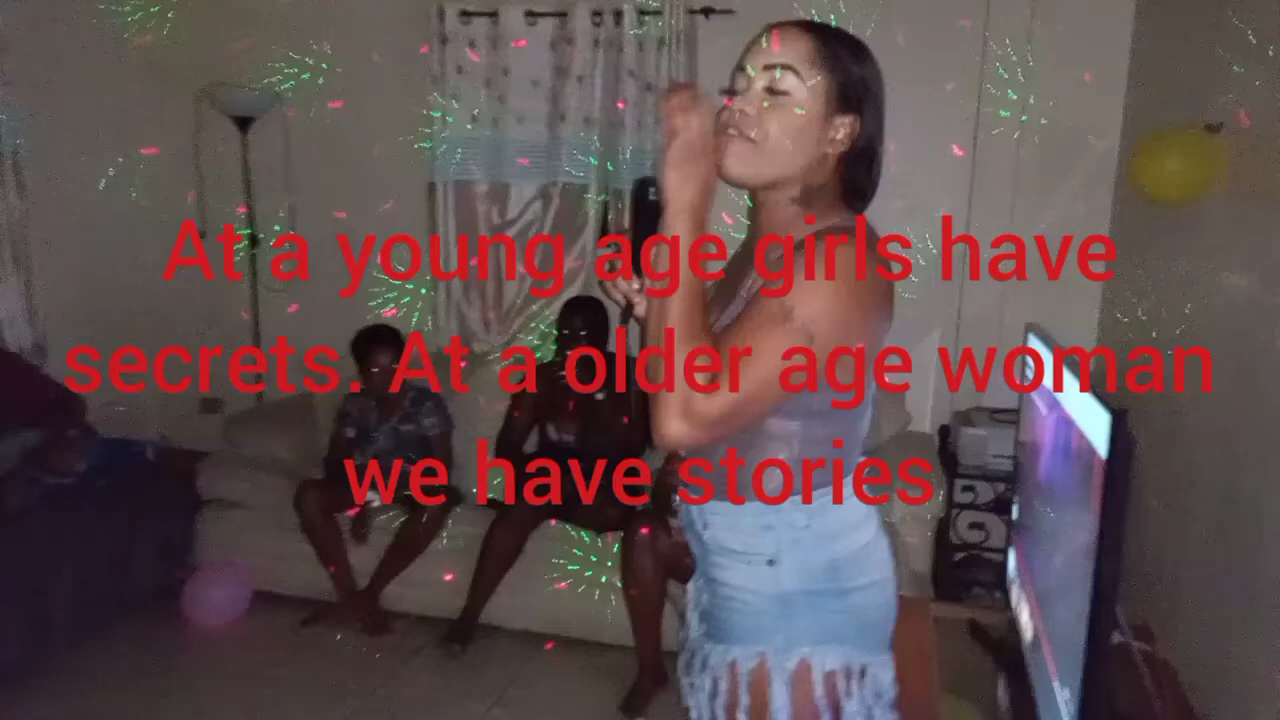 At a young age girls have
secrets. At a older age woman
we have stories